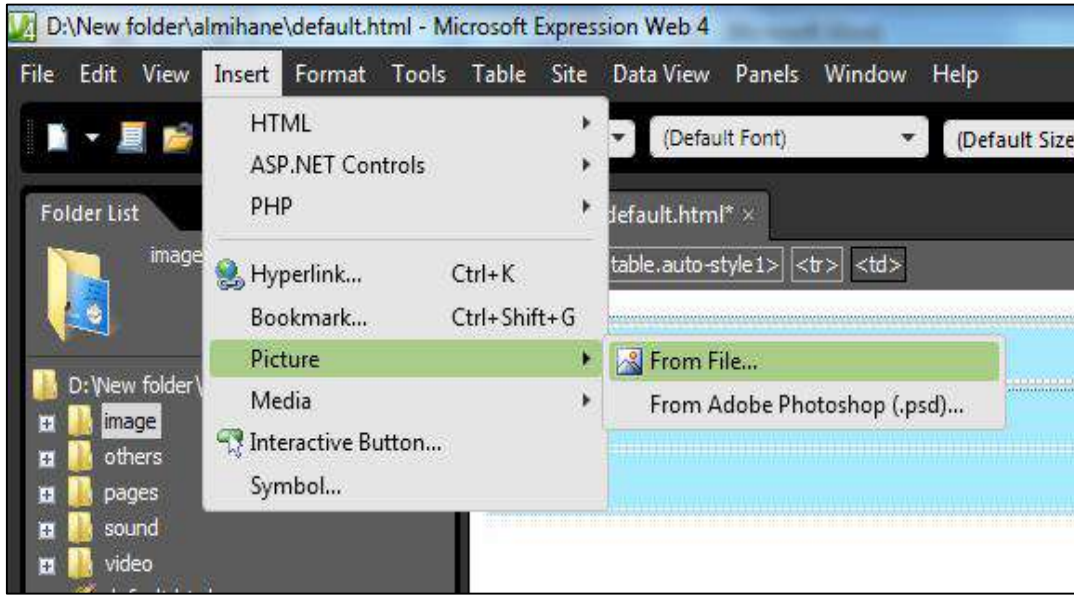 D:\New folder\almihane\default.html - Microsoft Expression Web 4
File Edit View Insert Format Tools Table Site Data View Panels Window Help
(Default Font) (Default Size
HTML
ASP.NET Controls
PHP
Hyperlink... Ctrl+K
Bookmark... Ctrl+Shift+G
Picture
Media
Interactive Button...
Symbol...
From File...
From Adobe Photoshop (.psd)...
Folder List
image
D:\New folder\
image
others
pages
sound
video
default.html* ×
table.auto-style1> <tr> <td>